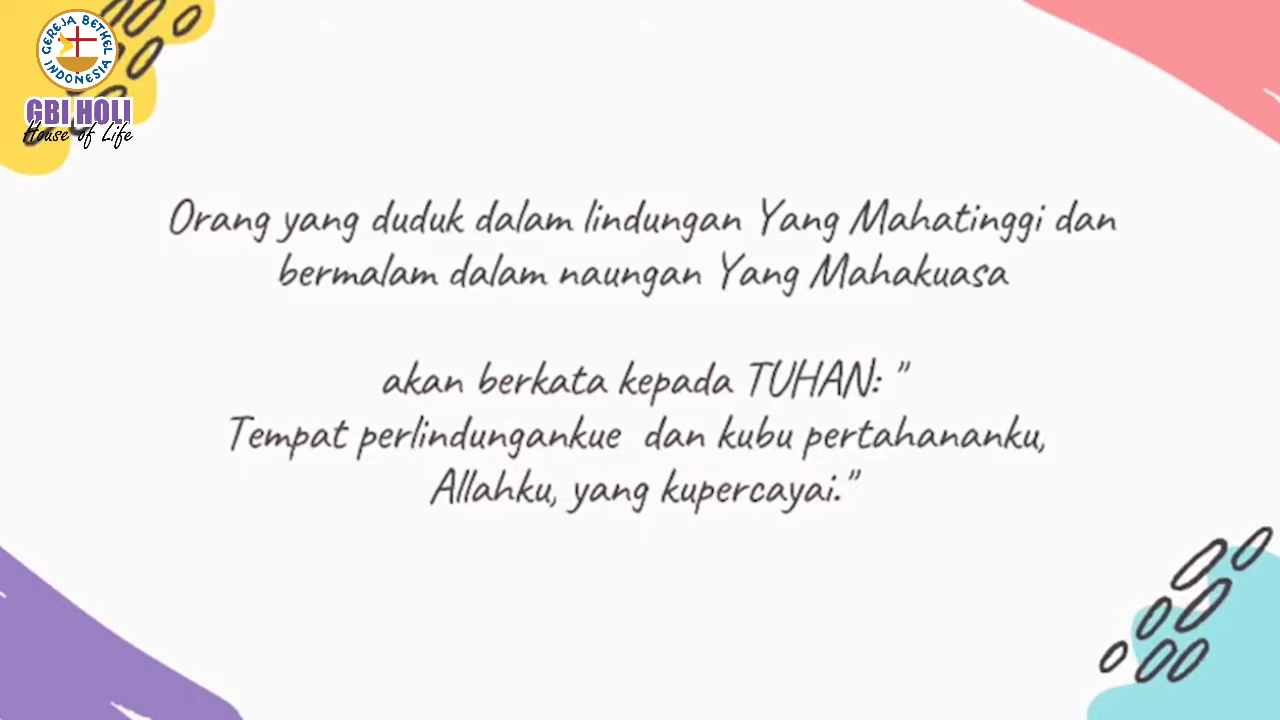 GEREJA BETHEL
INDONESIA
GBI HOLI
House of Life
Orang yang duduk dalam lindungan Yang Mahatinggi dan
bermalam dalam naungan Yang Mahakuasa
akan berkata kepada TUHAN: "
Tempat perlindungankue dan kubu pertahananku,
Allahku, yang kupercayai."